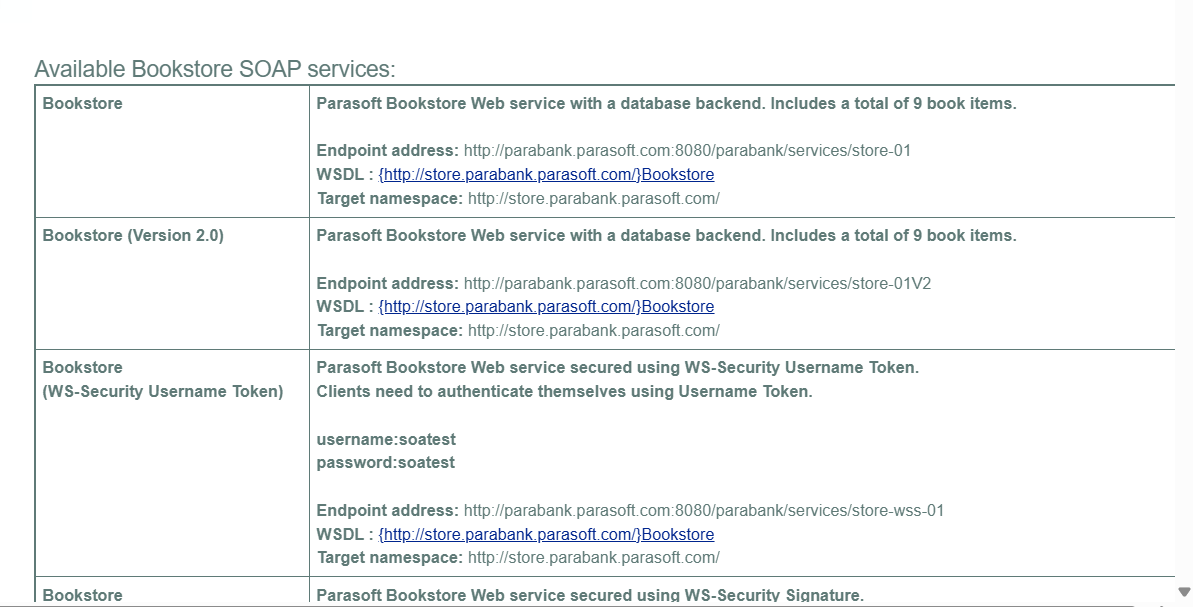 Available Bookstore SOAP services:
Bookstore
Parasoft Bookstore Web service with a database backend. Includes a total of 9 book items.
Endpoint address: http://parabank.parasoft.com:8080/parabank/services/store-01
WSDL : {http://store.parabank.parasoft.com/}Bookstore
Target namespace: http://store.parabank.parasoft.com/
Bookstore (Version 2.0)
Parasoft Bookstore Web service with a database backend. Includes a total of 9 book items.
Endpoint address: http://parabank.parasoft.com:8080/parabank/services/store-01V2
WSDL : {http://store.parabank.parasoft.com/}Bookstore
Target namespace: http://store.parabank.parasoft.com/
Bookstore
(WS-Security Username Token)
Parasoft Bookstore Web service secured using WS-Security Username Token.
Clients need to authenticate themselves using Username Token.
username:soatest
password:soatest
Endpoint address: http://parabank.parasoft.com:8080/parabank/services/store-wss-01
WSDL : {http://store.parabank.parasoft.com/}Bookstore
Target namespace: http://store.parabank.parasoft.com/
Bookstore
Parasoft Bookstore Web service secured using WS-Security Signature.